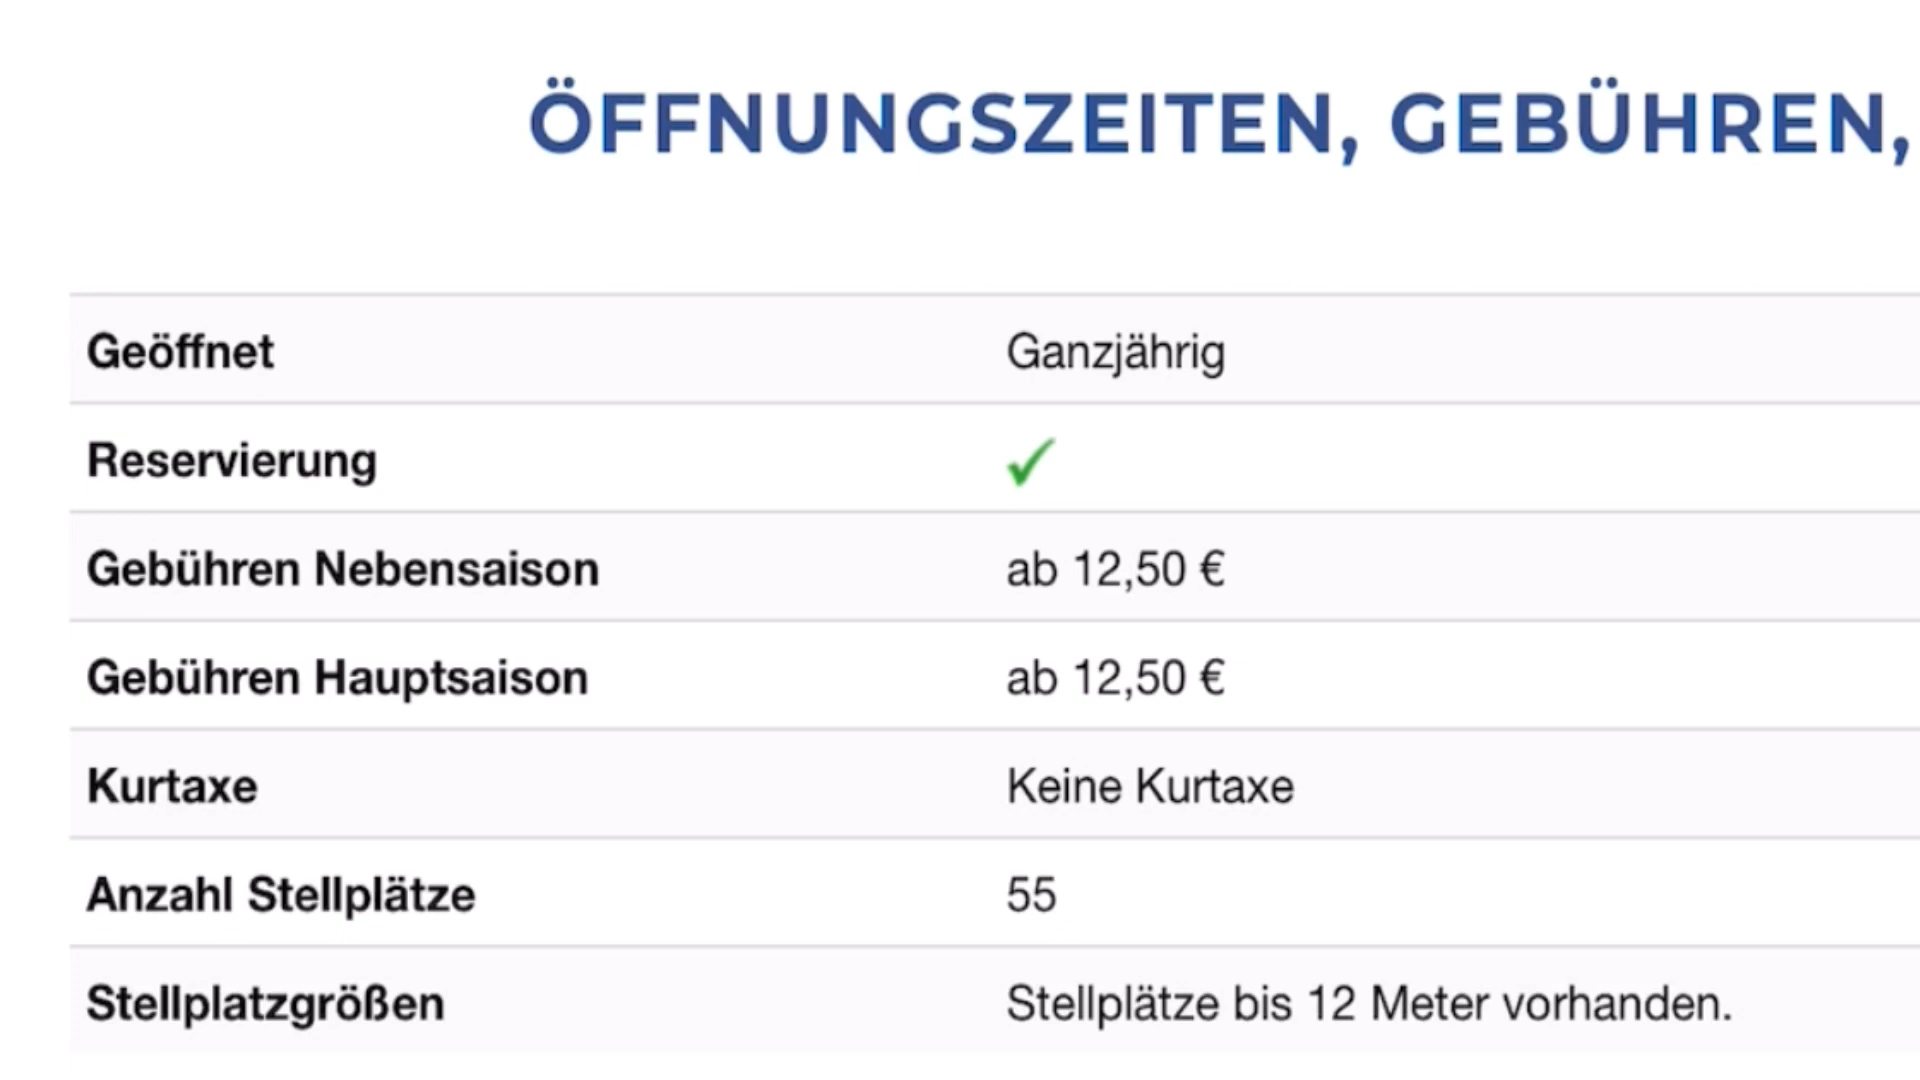 ÖFFNUNGSZEITEN, GEBÜHREN,
Geöffnet Ganzjährig
Reservierung ✓
Gebühren Nebensaison ab 12,50 €
Gebühren Hauptsaison ab 12,50 €
Kurtaxe Keine Kurtaxe
Anzahl Stellplätze 55
Stellplatzgrößen Stellplätze bis 12 Meter vorhanden.